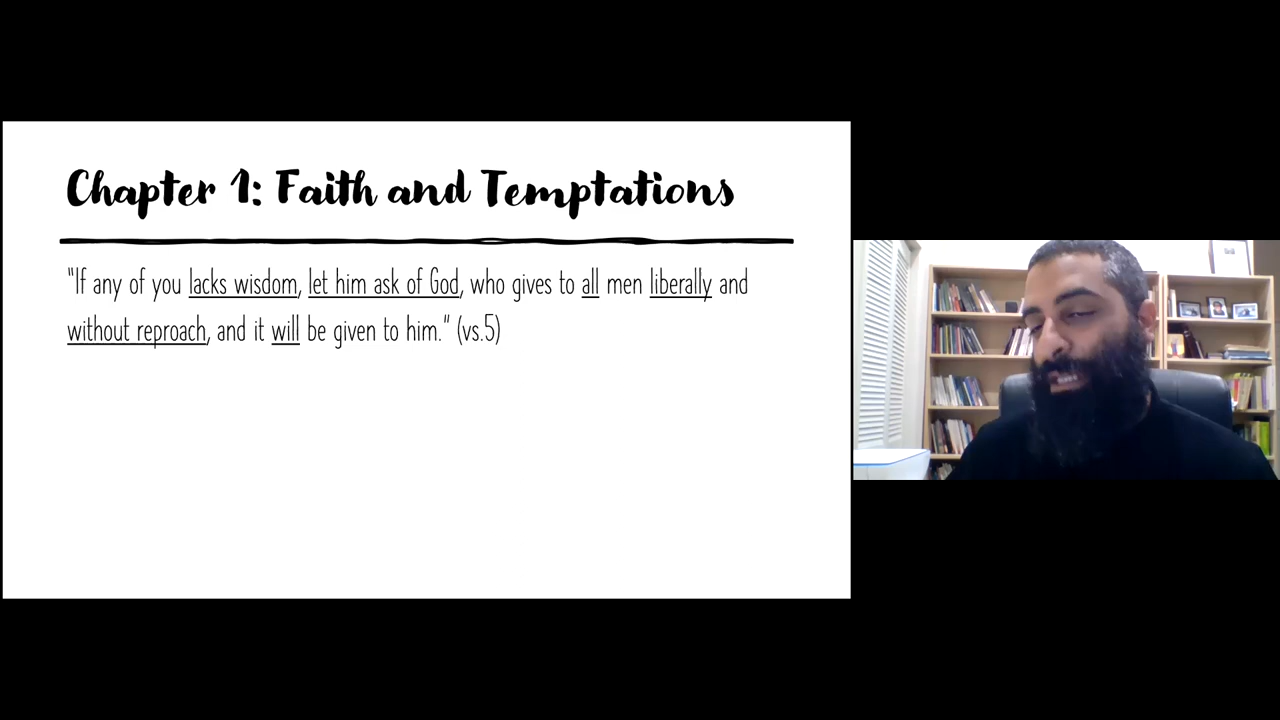 Chapter 1: Faith and Temptations
"If any of you lacks wisdom, let him ask of God, who gives to all men liberally and
without reproach, and it will be given to him." (vs.5)